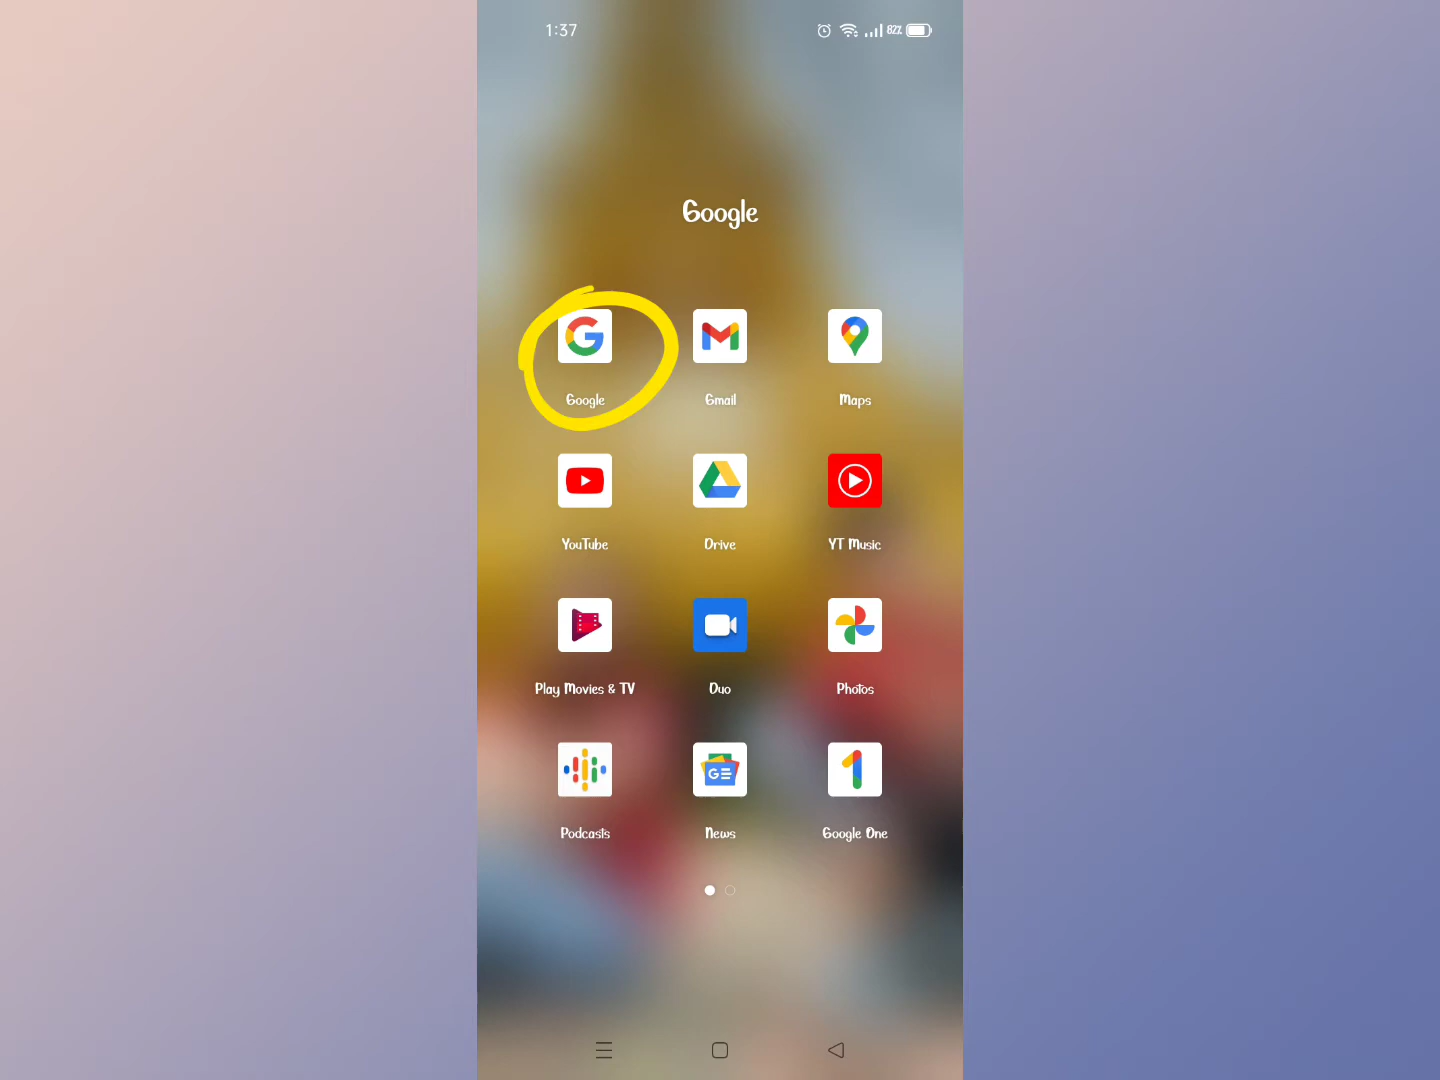 1:37
82%
Google
Google
Gmail
Maps
YouTube
Drive
YT Music
Play Movies & TV
Duo
Photos
Podcasts
News
Google One